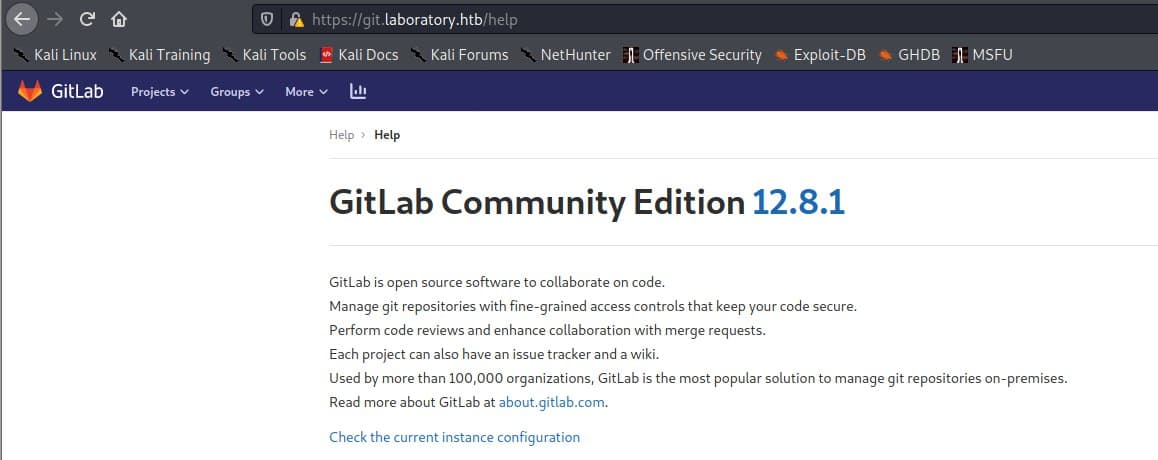 https://git.laboratory.htb/help
Kali Linux Kali Training Kali Tools Kali Docs Kali Forums NetHunter Offensive Security Exploit-DB GHDB MSFU
GitLab Projects Groups More
Help › Help
GitLab Community Edition 12.8.1
GitLab is open source software to collaborate on code.
Manage git repositories with fine-grained access controls that keep your code secure.
Perform code reviews and enhance collaboration with merge requests.
Each project can also have an issue tracker and a wiki.
Used by more than 100,000 organizations, GitLab is the most popular solution to manage git repositories on-premises.
Read more about GitLab at about.gitlab.com.
Check the current instance configuration